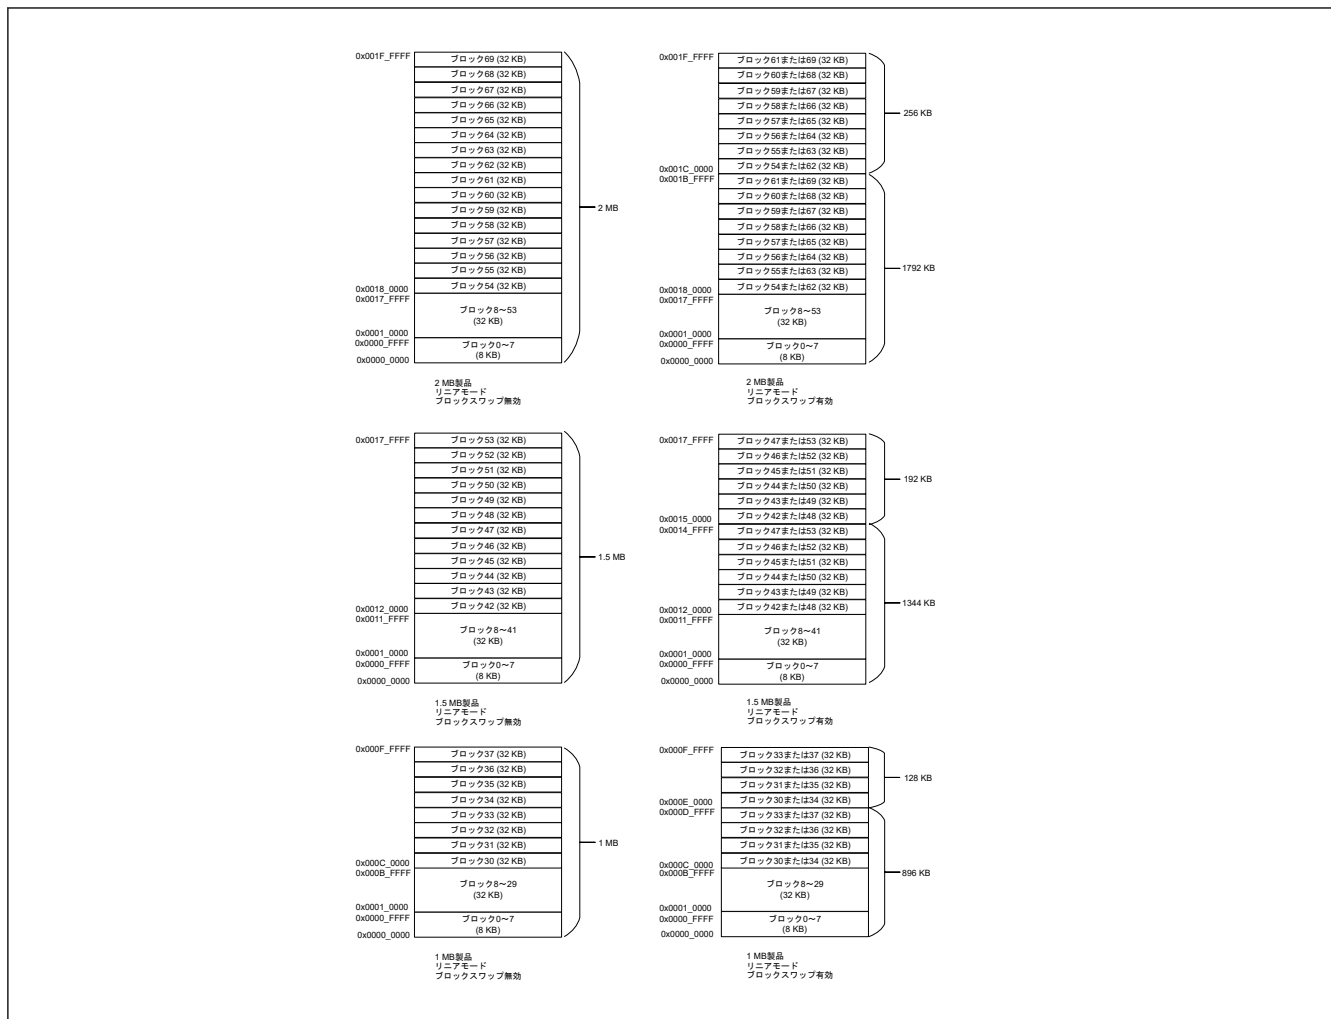 0x001F_FFFF
ブロック69 (32 KB)
ブロック68 (32 KB)
ブロック67 (32 KB)
ブロック66 (32 KB)
ブロック65 (32 KB)
ブロック64 (32 KB)
ブロック63 (32 KB)
ブロック62 (32 KB)
ブロック61 (32 KB)
ブロック60 (32 KB)
ブロック59 (32 KB)
ブロック58 (32 KB)
ブロック57 (32 KB)
ブロック56 (32 KB)
ブロック55 (32 KB)
ブロック54 (32 KB)
2 MB
0x0018_0000
0x0017_FFFF
ブロック8～53
(32 KB)
0x0001_0000
0x0000_FFFF
ブロック0～7
(8 KB)
0x0000_0000
2 MB製品
リニアモード
ブロックスワップ無効
0x001F_FFFF
ブロック61または69 (32 KB)
ブロック60または68 (32 KB)
ブロック59または67 (32 KB)
ブロック58または66 (32 KB)
ブロック57または65 (32 KB)
ブロック56または64 (32 KB)
ブロック55または63 (32 KB)
ブロック54または62 (32 KB)
256 KB
0x001C_0000
0x001B_FFFF
ブロック61または69 (32 KB)
ブロック60または68 (32 KB)
ブロック59または67 (32 KB)
ブロック58または66 (32 KB)
ブロック57または65 (32 KB)
ブロック56または64 (32 KB)
ブロック55または63 (32 KB)
ブロック54または62 (32 KB)
1792 KB
0x0018_0000
0x0017_FFFF
ブロック8～53
(32 KB)
0x0001_0000
0x0000_FFFF
ブロック0～7
(8 KB)
0x0000_0000
2 MB製品
リニアモード
ブロックスワップ有効
0x0017_FFFF
ブロック53 (32 KB)
ブロック52 (32 KB)
ブロック51 (32 KB)
ブロック50 (32 KB)
ブロック49 (32 KB)
ブロック48 (32 KB)
ブロック47 (32 KB)
ブロック46 (32 KB)
ブロック45 (32 KB)
ブロック44 (32 KB)
ブロック43 (32 KB)
ブロック42 (32 KB)
1.5 MB
0x0012_0000
0x0011_FFFF
ブロック8～41
(32 KB)
0x0001_0000
0x0000_FFFF
ブロック0～7
(8 KB)
0x0000_0000
1.5 MB製品
リニアモード
ブロックスワップ無効
0x0017_FFFF
ブロック47または53 (32 KB)
ブロック46または52 (32 KB)
ブロック45または51 (32 KB)
ブロック44または50 (32 KB)
ブロック43または49 (32 KB)
ブロック42または48 (32 KB)
192 KB
0x0015_0000
0x0014_FFFF
ブロック47または53 (32 KB)
ブロック46または52 (32 KB)
ブロック45または51 (32 KB)
ブロック44または50 (32 KB)
ブロック43または49 (32 KB)
ブロック42または48 (32 KB)
1344 KB
0x0012_0000
0x0011_FFFF
ブロック8～41
(32 KB)
0x0001_0000
0x0000_FFFF
ブロック0～7
(8 KB)
0x0000_0000
1.5 MB製品
リニアモード
ブロックスワップ有効
0x000F_FFFF
ブロック37 (32 KB)
ブロック36 (32 KB)
ブロック35 (32 KB)
ブロック34 (32 KB)
ブロック33 (32 KB)
ブロック32 (32 KB)
ブロック31 (32 KB)
ブロック30 (32 KB)
1 MB
0x000C_0000
0x000B_FFFF
ブロック8～29
(32 KB)
0x0001_0000
0x0000_FFFF
ブロック0～7
(8 KB)
0x0000_0000
1 MB製品
リニアモード
ブロックスワップ無効
0x000F_FFFF
ブロック33または37 (32 KB)
ブロック32または36 (32 KB)
ブロック31または35 (32 KB)
ブロック30または34 (32 KB)
128 KB
0x000E_0000
0x000D_FFFF
ブロック33または37 (32 KB)
ブロック32または36 (32 KB)
ブロック31または35 (32 KB)
ブロック30または34 (32 KB)
896 KB
0x000C_0000
0x000B_FFFF
ブロック8～29
(32 KB)
0x0001_0000
0x0000_FFFF
ブロック0～7
(8 KB)
0x0000_0000
1 MB製品
リニアモード
ブロックスワップ有効